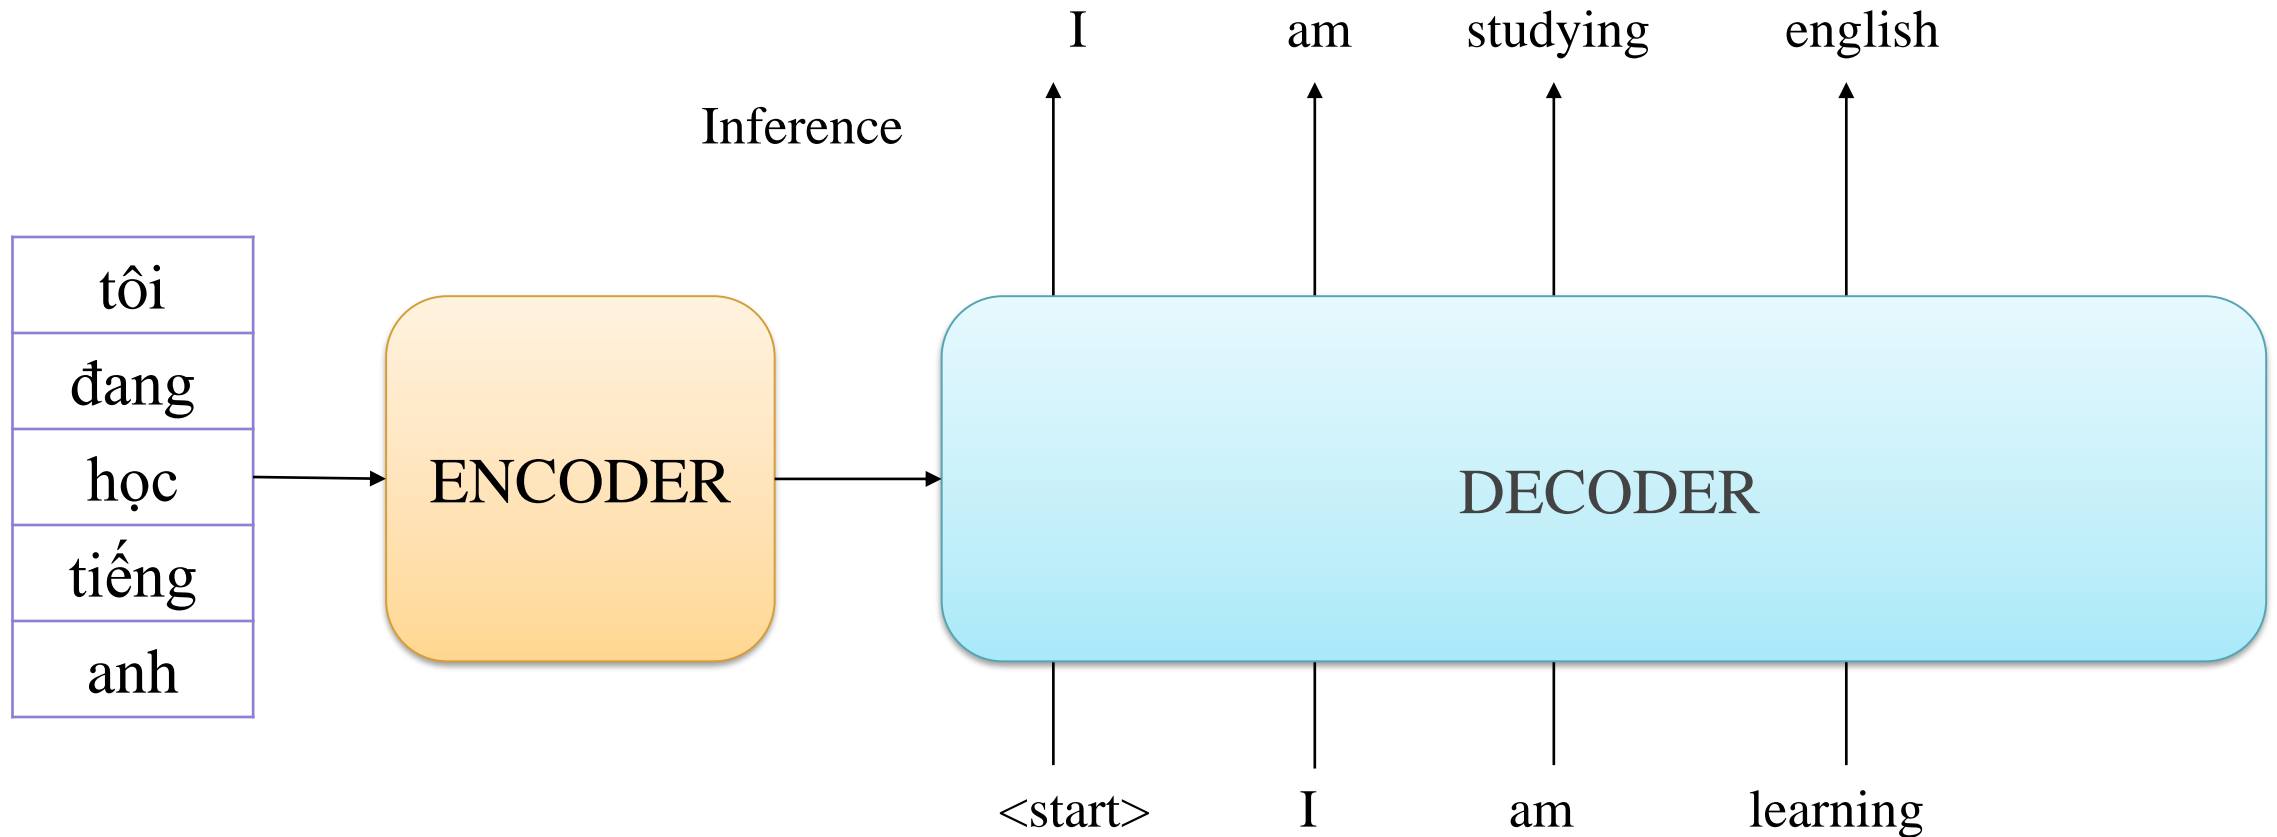 I am studying english
Inference
tôi
đang
học
tiếng
anh
ENCODER
DECODER
<start> I am learning